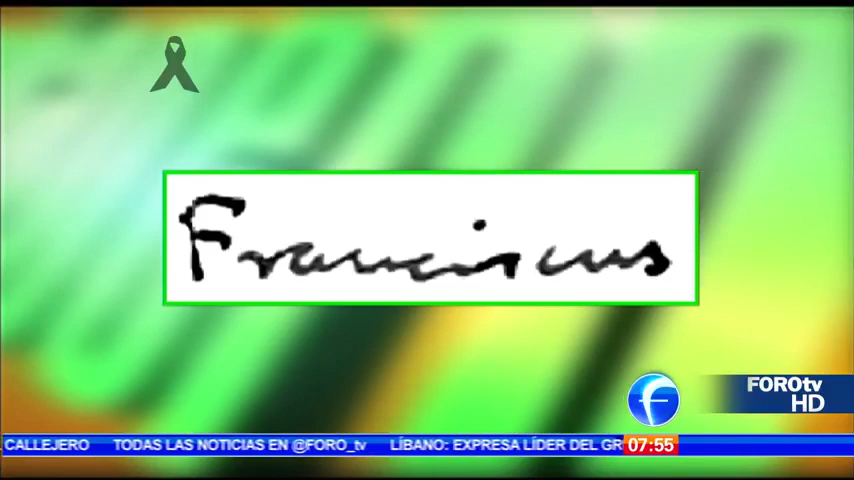 Franciscus
FOROtv
HD
CALLEJERO TODAS LAS NOTICIAS EN @FORO_tv LÍBANO: EXPRESA LÍDER DEL GR
07:55